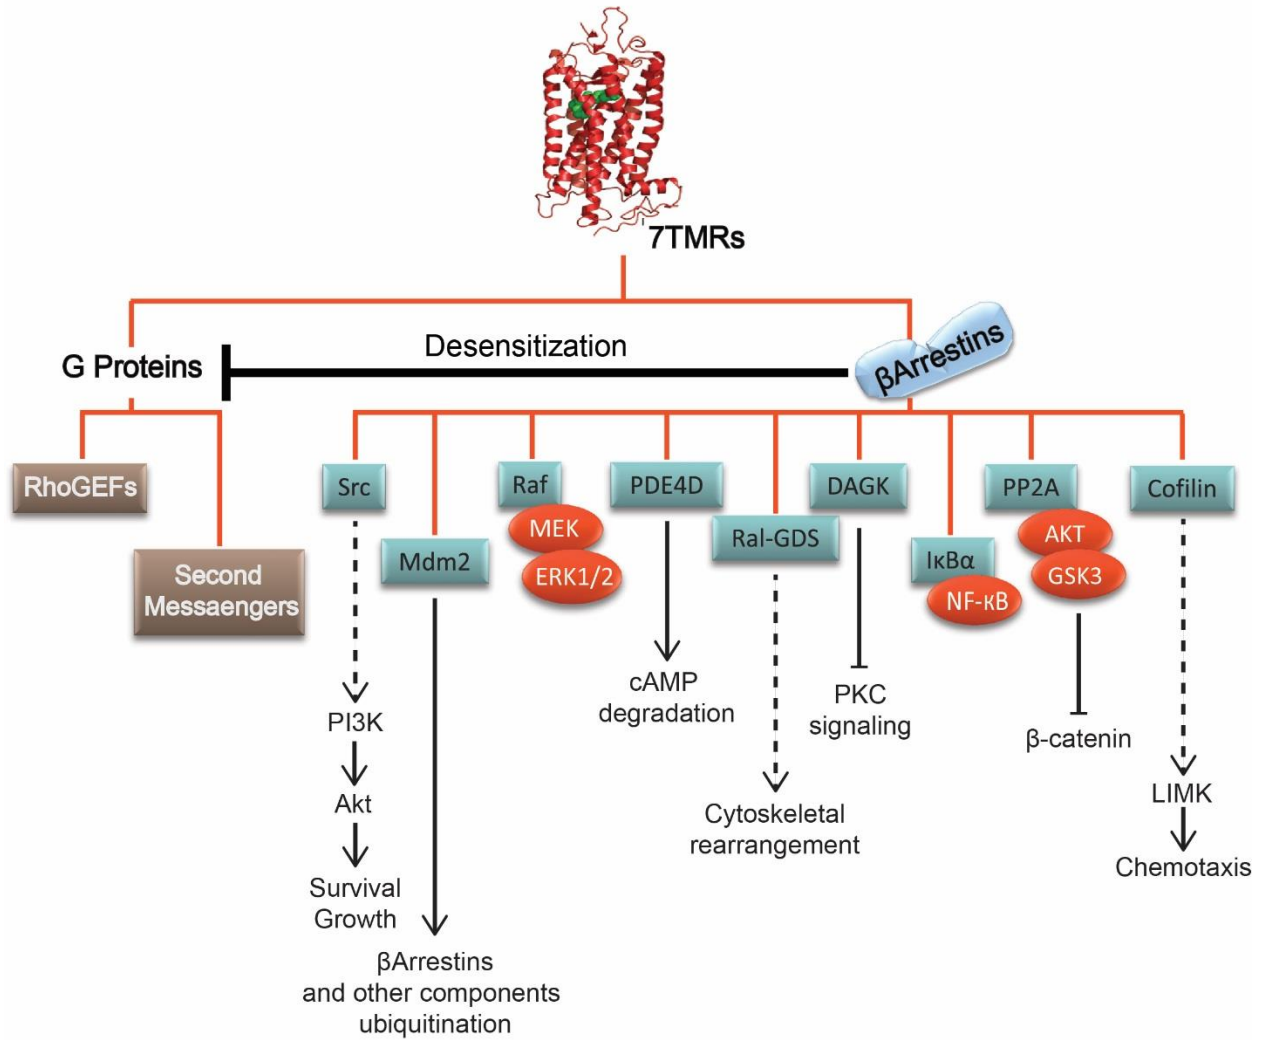 7TMRs
Desensitization
G Proteins
βArrestins
RhoGEFs
Src
Raf
PDE4D
DAGK
PP2A
Cofilin
MEK
AKT
Mdm2
Ral-GDS
IκBα
ERK1/2
GSK3
NF-κB
Second
Messaengers
cAMP
degradation
PKC
signaling
PI3K
β-catenin
Akt
Cytoskeletal
rearrangement
LIMK
Chemotaxis
Survival
Growth
βArrestins
and other components
ubiquitination